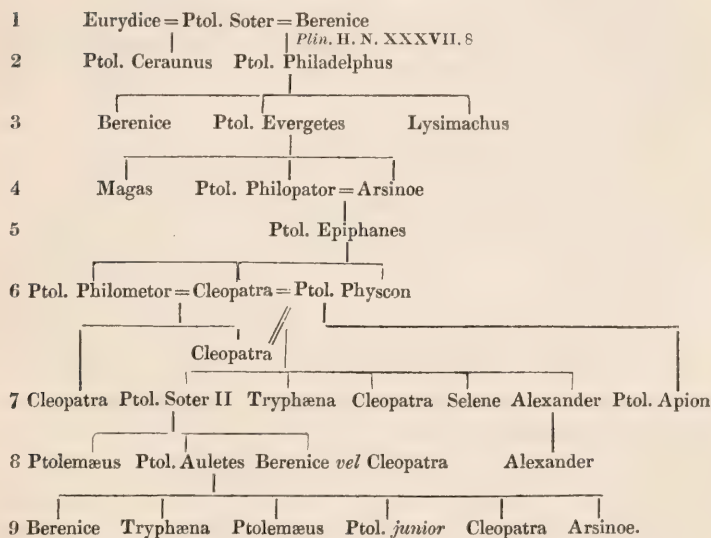 1 Eurydice = Ptol. Soter = Berenice
Plin. H. N. XXXVII. 8
2 Ptol. Ceraunus Ptol. Philadelphus
3 Berenice Ptol. Evergetes Lysimachus
4 Magas Ptol. Philopator = Arsinoe
5 Ptol. Epiphanes
6 Ptol. Philometor = Cleopatra = Ptol. Physcon
Cleopatra
7 Cleopatra Ptol. Soter II Tryphæna Cleopatra Selene Alexander Ptol. Apion
8 Ptolemæus Ptol. Auletes Berenice vel Cleopatra Alexander
9 Berenice Tryphæna Ptolemæus Ptol. junior Cleopatra Arsinoe.